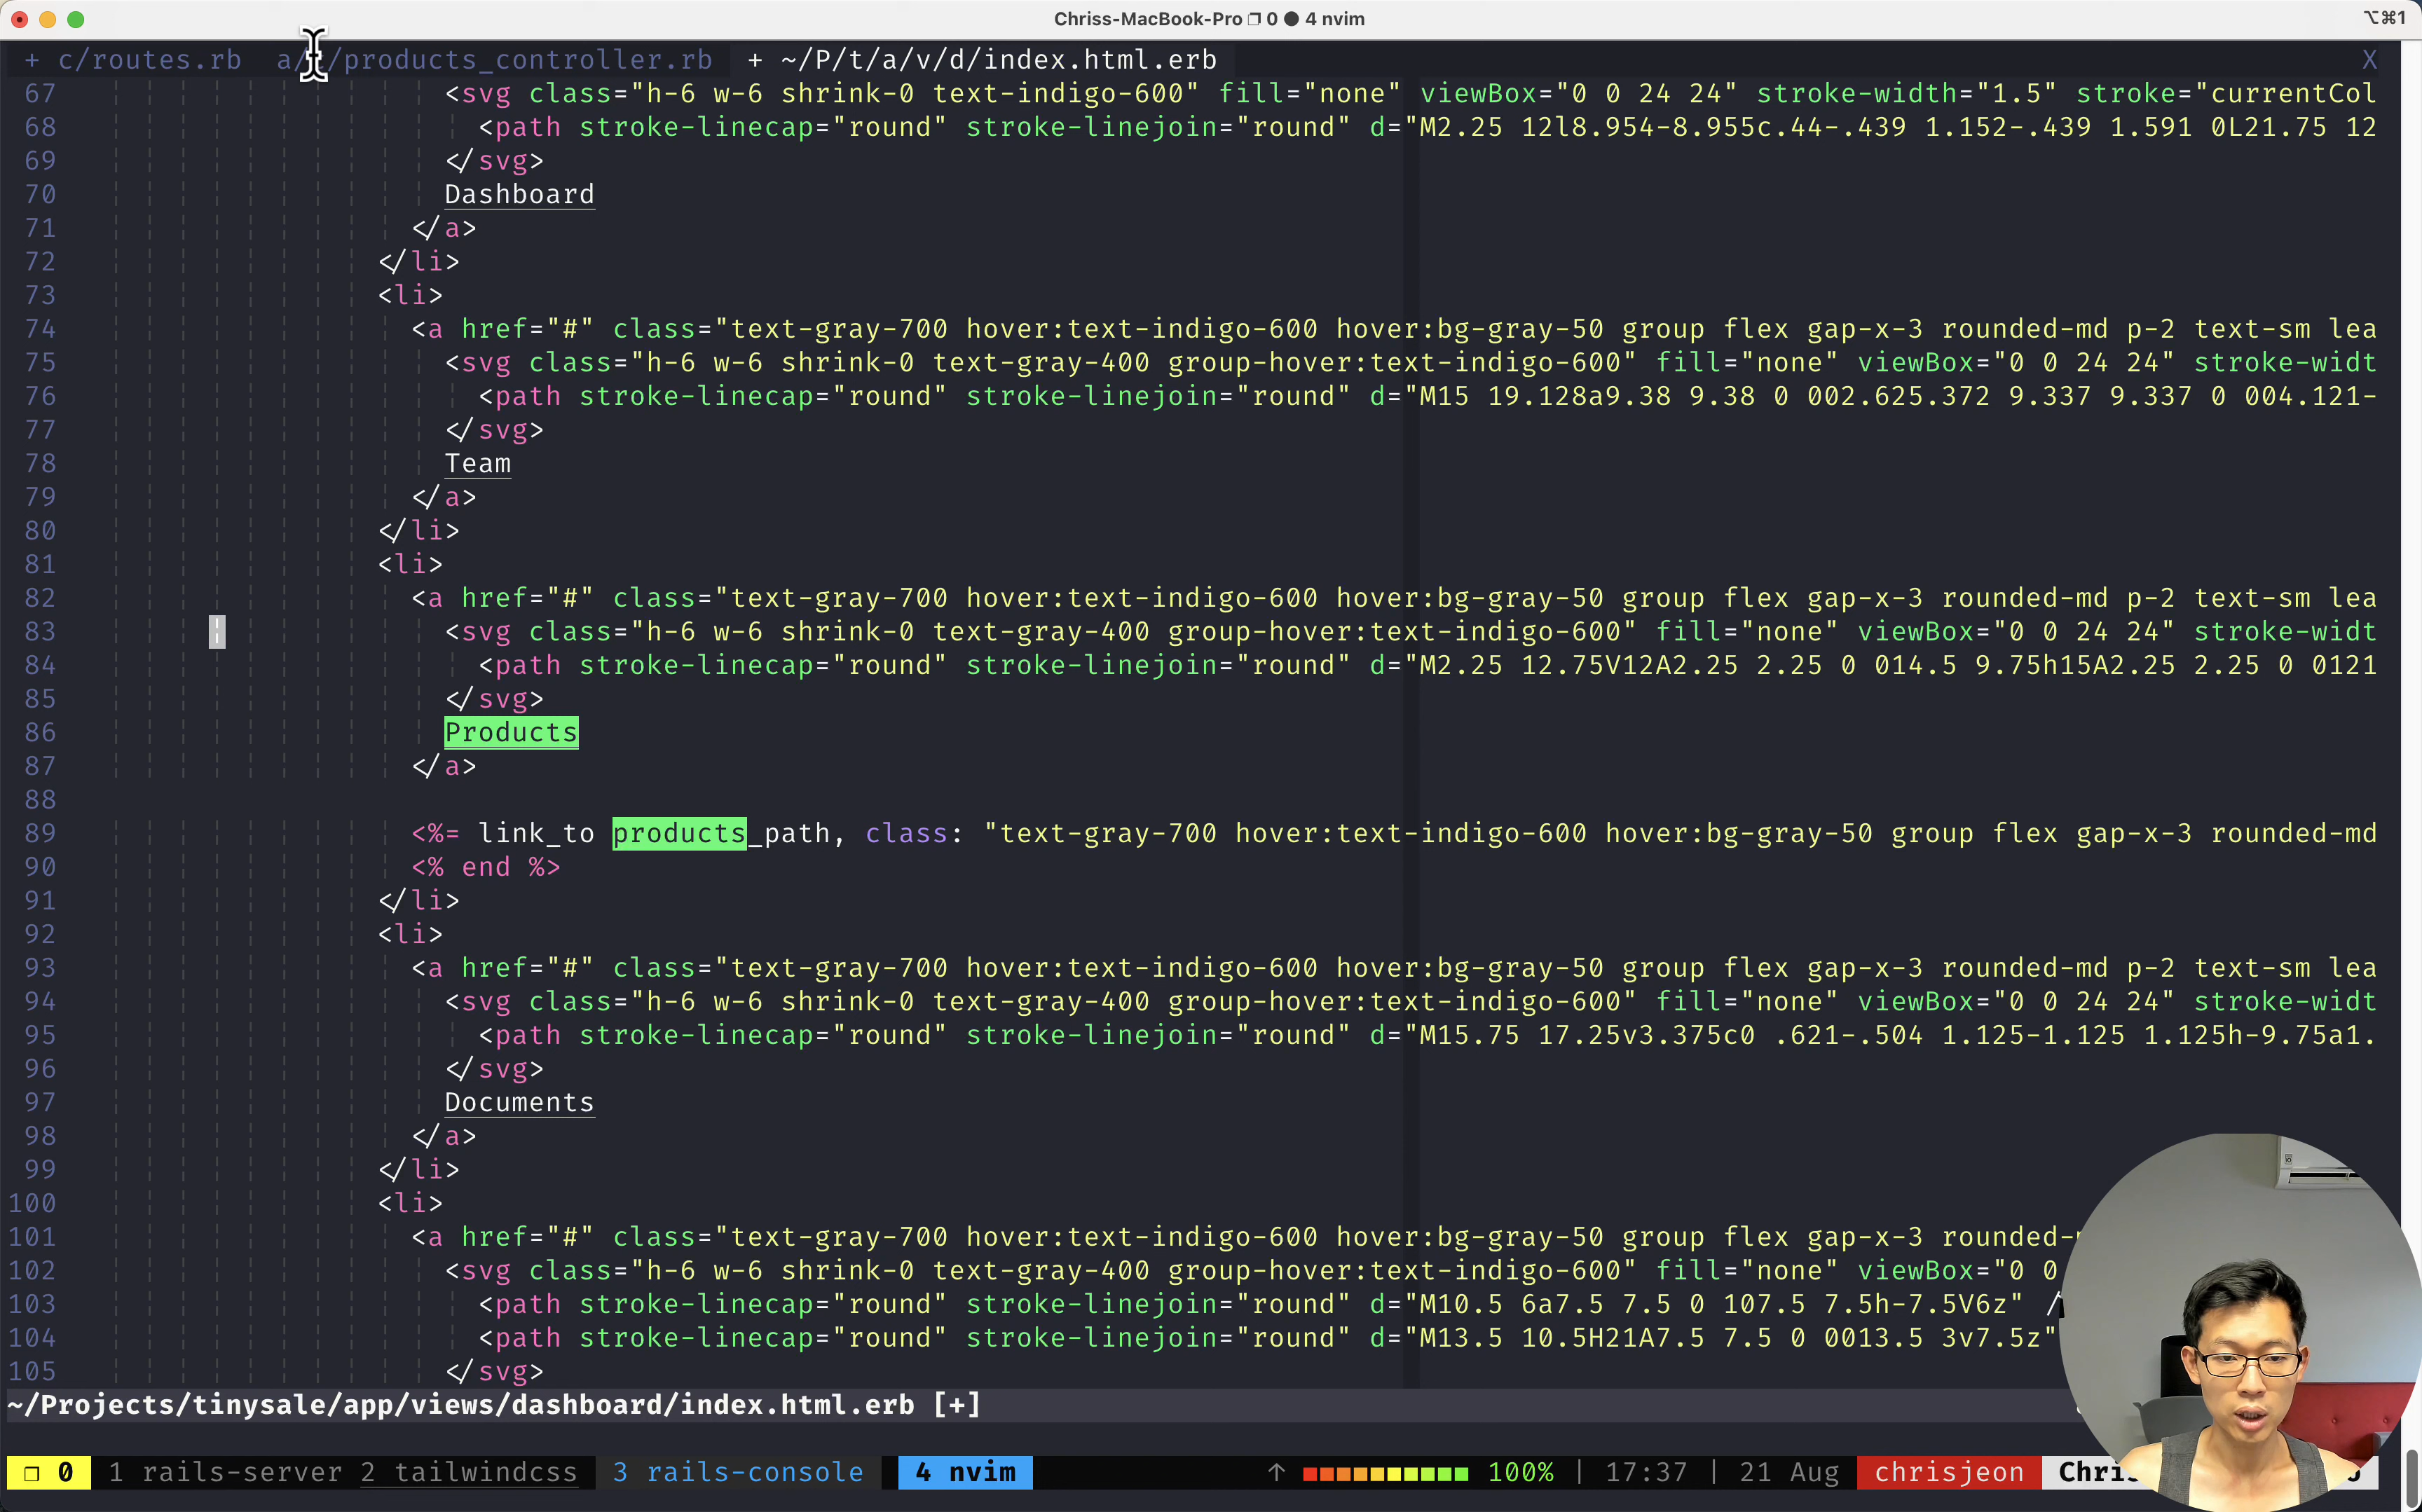 Chriss-MacBook-Pro ❐ 0 ● 4 nvim
⌥⌘1
+ c/routes.rb a/c/products_controller.rb + ~/P/t/a/v/d/index.html.erb X
67 <svg class="h-6 w-6 shrink-0 text-indigo-600" fill="none" viewBox="0 0 24 24" stroke-width="1.5" stroke="currentCol
68 <path stroke-linecap="round" stroke-linejoin="round" d="M2.25 12l8.954-8.955c.44-.439 1.152-.439 1.591 0L21.75 12
69 </svg>
70 Dashboard
71 </a>
72 </li>
73 <li>
74 <a href="#" class="text-gray-700 hover:text-indigo-600 hover:bg-gray-50 group flex gap-x-3 rounded-md p-2 text-sm lea
75 <svg class="h-6 w-6 shrink-0 text-gray-400 group-hover:text-indigo-600" fill="none" viewBox="0 0 24 24" stroke-widt
76 <path stroke-linecap="round" stroke-linejoin="round" d="M15 19.128a9.38 9.38 0 002.625.372 9.337 9.337 0 004.121-
77 </svg>
78 Team
79 </a>
80 </li>
81 <li>
82 <a href="#" class="text-gray-700 hover:text-indigo-600 hover:bg-gray-50 group flex gap-x-3 rounded-md p-2 text-sm lea
83 <svg class="h-6 w-6 shrink-0 text-gray-400 group-hover:text-indigo-600" fill="none" viewBox="0 0 24 24" stroke-widt
84 <path stroke-linecap="round" stroke-linejoin="round" d="M2.25 12.75V12A2.25 2.25 0 014.5 9.75h15A2.25 2.25 0 0121
85 </svg>
86 Products
87 </a>
88
89 <%= link_to products_path, class: "text-gray-700 hover:text-indigo-600 hover:bg-gray-50 group flex gap-x-3 rounded-md
90 <% end %>
91 </li>
92 <li>
93 <a href="#" class="text-gray-700 hover:text-indigo-600 hover:bg-gray-50 group flex gap-x-3 rounded-md p-2 text-sm lea
94 <svg class="h-6 w-6 shrink-0 text-gray-400 group-hover:text-indigo-600" fill="none" viewBox="0 0 24 24" stroke-widt
95 <path stroke-linecap="round" stroke-linejoin="round" d="M15.75 17.25v3.375c0 .621-.504 1.125-1.125 1.125h-9.75a1.
96 </svg>
97 Documents
98 </a>
99 </li>
100 <li>
101 <a href="#" class="text-gray-700 hover:text-indigo-600 hover:bg-gray-50 group flex gap-x-3 rounded-
102 <svg class="h-6 w-6 shrink-0 text-gray-400 group-hover:text-indigo-600" fill="none" viewBox="0 0
103 <path stroke-linecap="round" stroke-linejoin="round" d="M10.5 6a7.5 7.5 0 107.5 7.5h-7.5V6z" /
104 <path stroke-linecap="round" stroke-linejoin="round" d="M13.5 10.5H21A7.5 7.5 0 0013.5 3v7.5z"
105 </svg>
~/Projects/tinysale/app/views/dashboard/index.html.erb [+]
❐ 0 1 rails-server 2 tailwindcss 3 rails-console 4 nvim ↑ 100% | 17:37 | 21 Aug chrisjeon